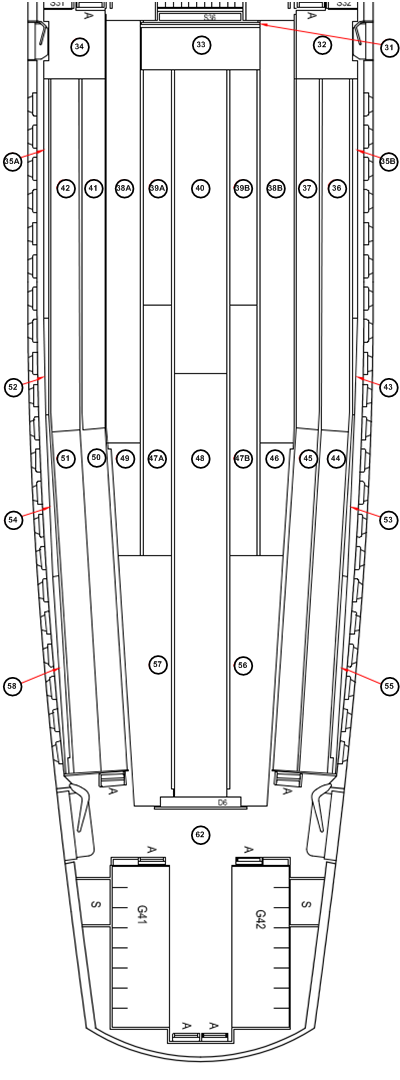 S31 A S36 A S32
34 33 32 31
35A 35B
42 41 38A 39A 40 39B 38B 37 36
52 43
51 50 49 47A 48 47B 46 45 44
54 53
57 56
58 55
A A
D6
62
A A
S G41 G42 S
A A